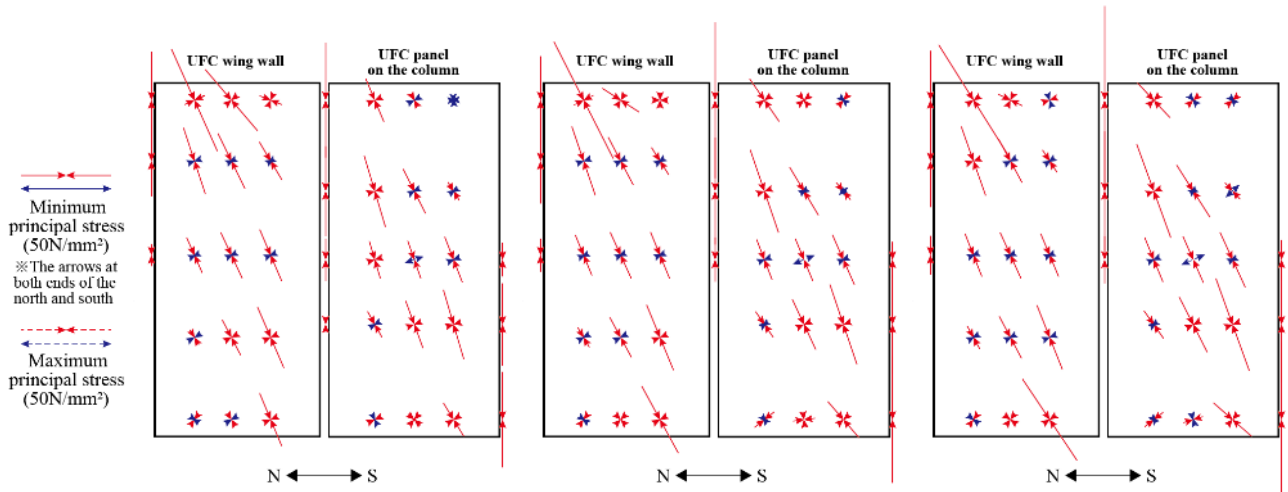 UFC wing wall
UFC panel
on the column
UFC wing wall
UFC panel
on the column
UFC wing wall
UFC panel
on the column
Minimum
principal stress
(50N/mm²)
※The arrows at
both ends of the
north and south
Maximum
principal stress
(50N/mm²)
N S
N S
N S